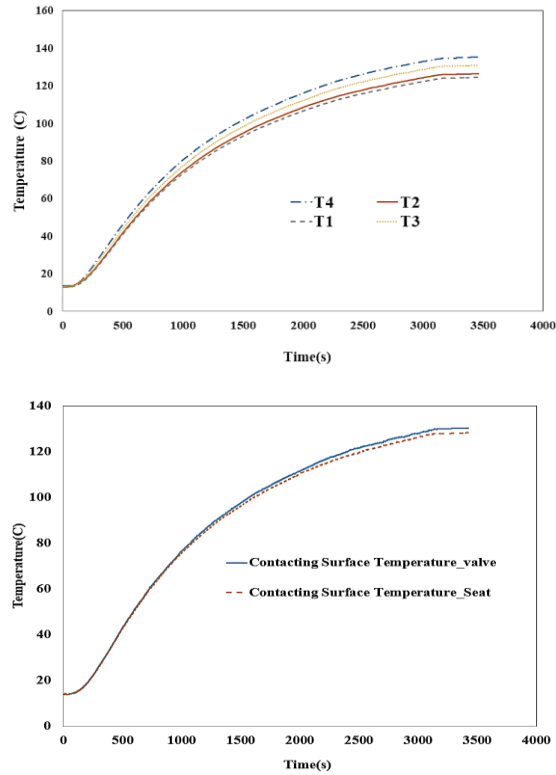 160
140
120
100
80
60
40
20
0
Temperature (C)
T4 T2
T1 T3
0 500 1000 1500 2000 2500 3000 3500 4000
Time(s)
140
120
100
80
60
40
20
0
Temperature(C)
Contacting Surface Temperature_valve
Contacting Surface Temperature_Seat
0 500 1000 1500 2000 2500 3000 3500 4000
Time(s)